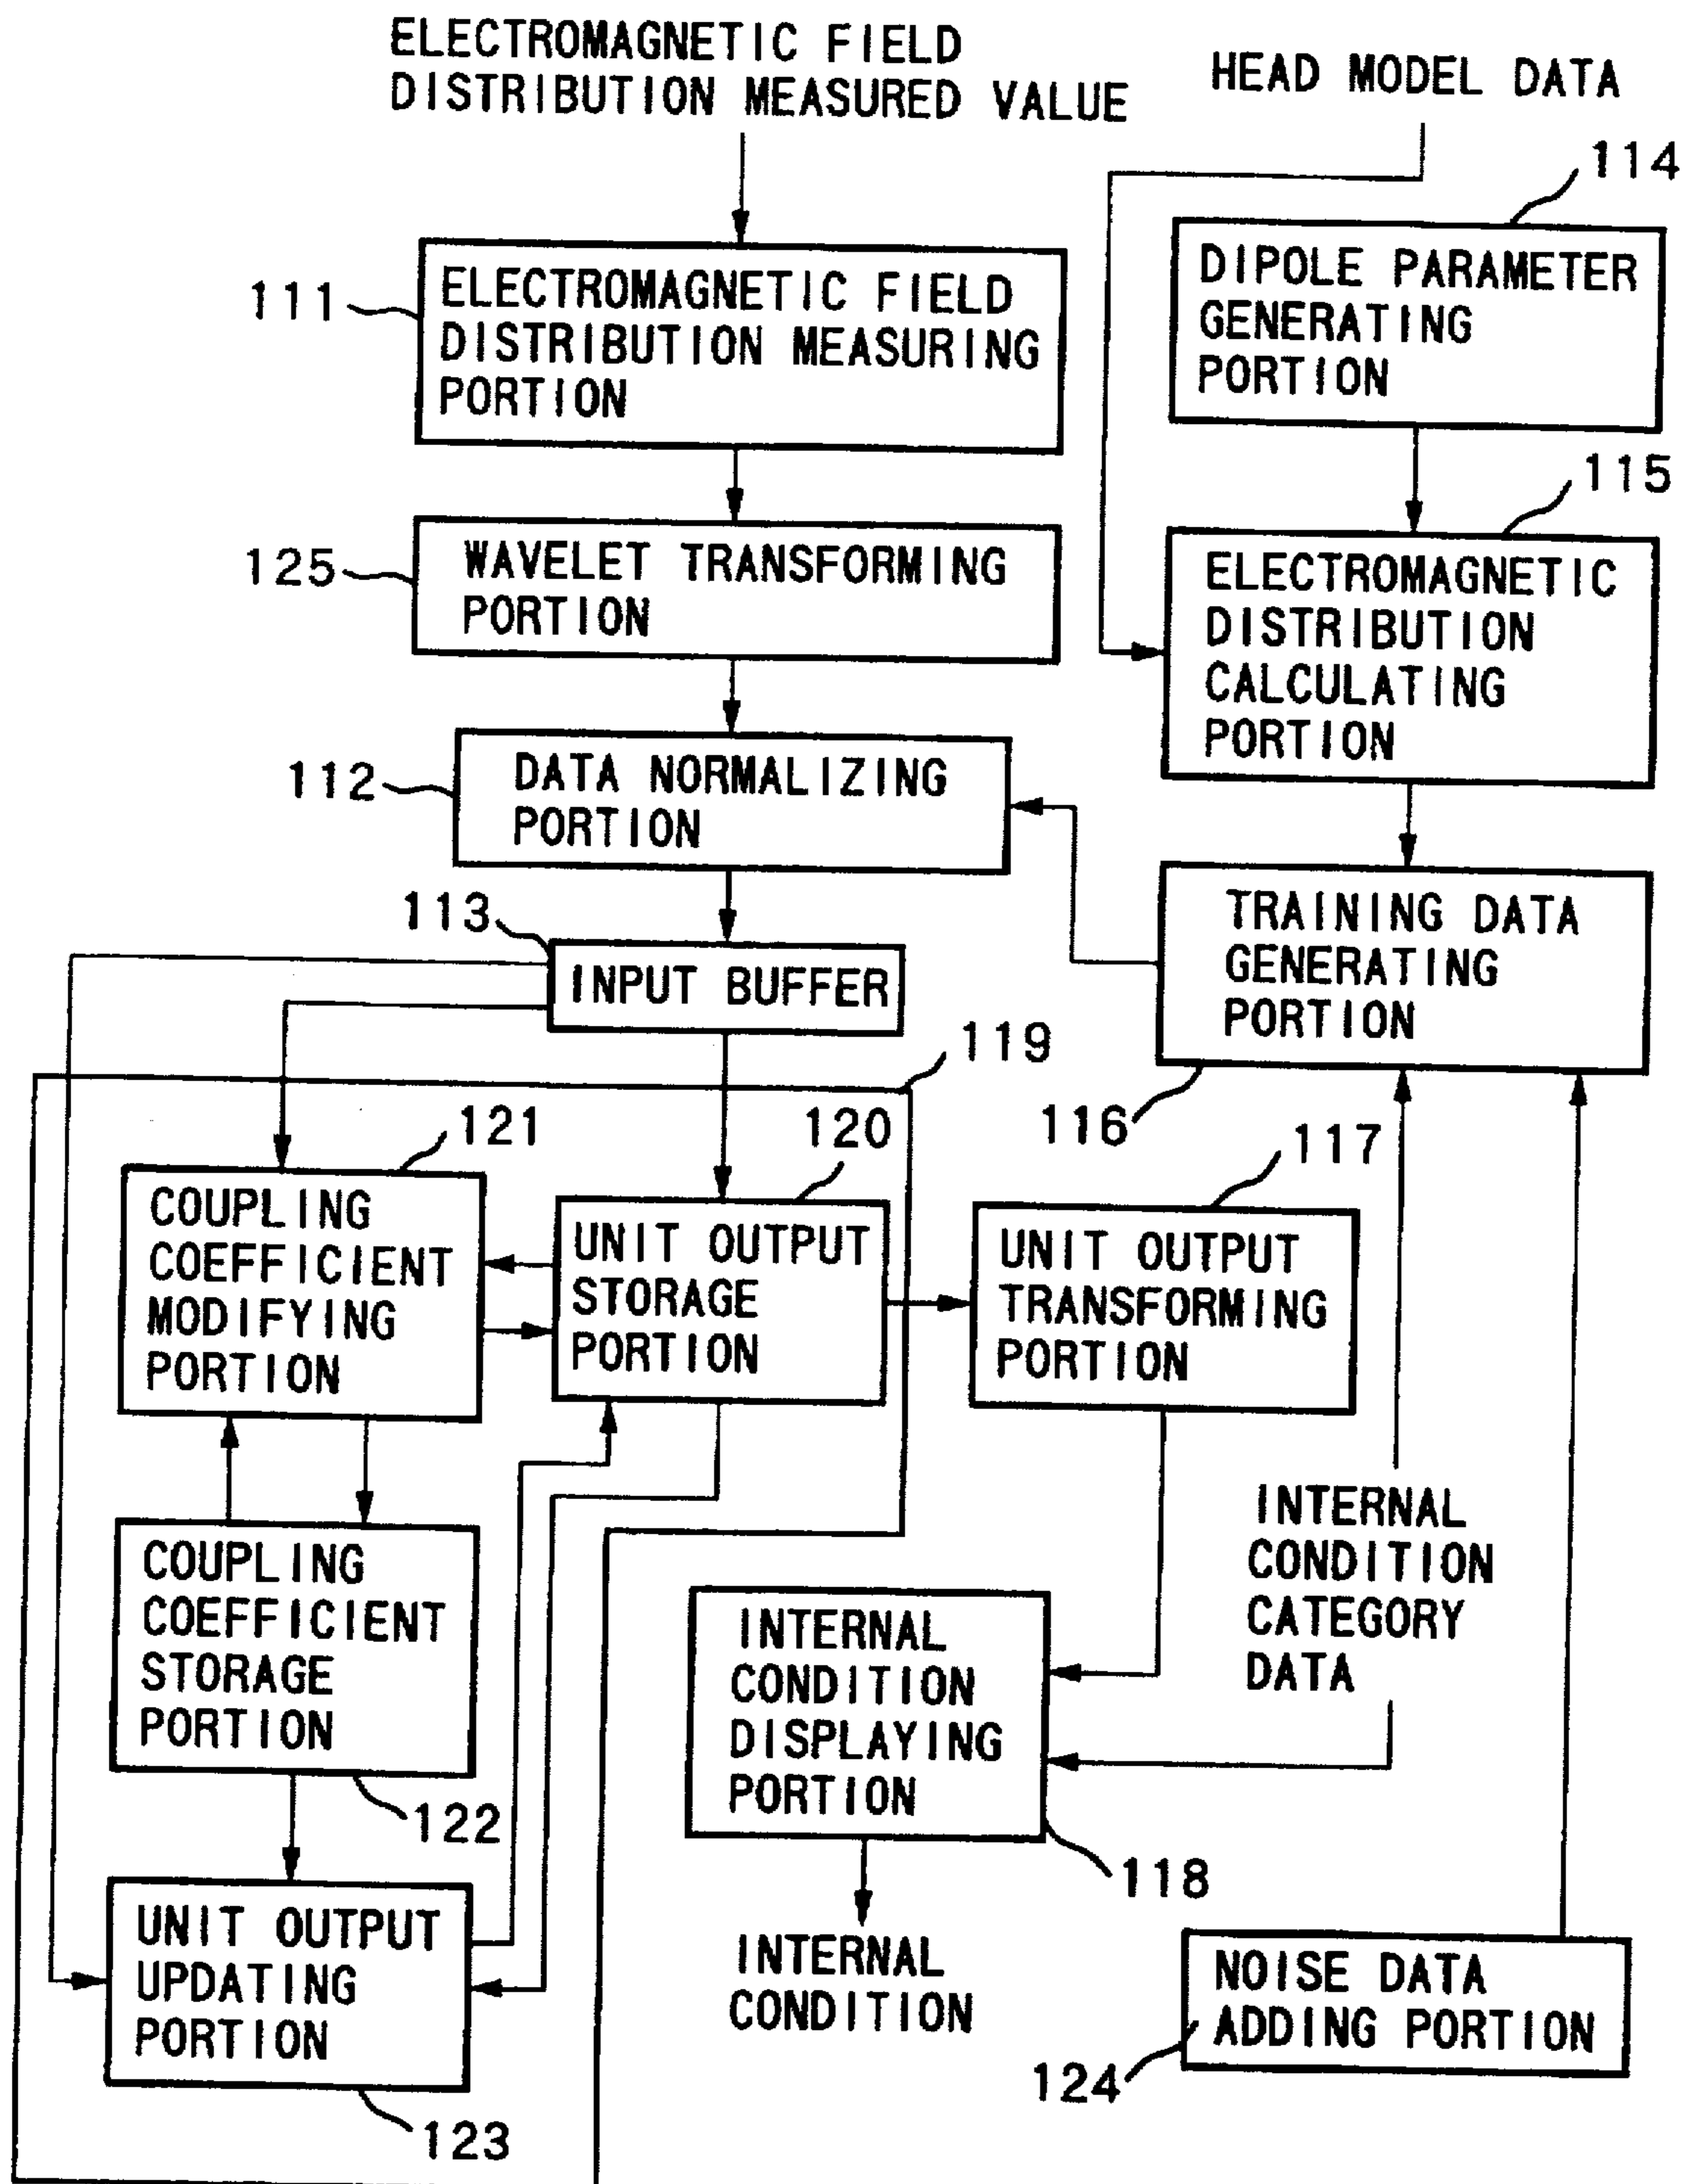 ELECTROMAGNETIC FIELD
DISTRIBUTION MEASURED VALUE
HEAD MODEL DATA
114
DIPOLE PARAMETER
GENERATING
PORTION
111
ELECTROMAGNETIC FIELD
DISTRIBUTION MEASURING
PORTION
115
125
WAVELET TRANSFORMING
PORTION
ELECTROMAGNETIC
DISTRIBUTION
CALCULATING
PORTION
112
DATA NORMALIZING
PORTION
113
INPUT BUFFER
TRAINING DATA
GENERATING
PORTION
119
116
121
120
117
COUPLING
COEFFICIENT
MODIFYING
PORTION
UNIT OUTPUT
STORAGE
PORTION
UNIT OUTPUT
TRANSFORMING
PORTION
INTERNAL
CONDITION
CATEGORY
DATA
COUPLING
COEFFICIENT
STORAGE
PORTION
122
INTERNAL
CONDITION
DISPLAYING
PORTION
118
UNIT OUTPUT
UPDATING
PORTION
123
INTERNAL
CONDITION
NOISE DATA
ADDING PORTION
124